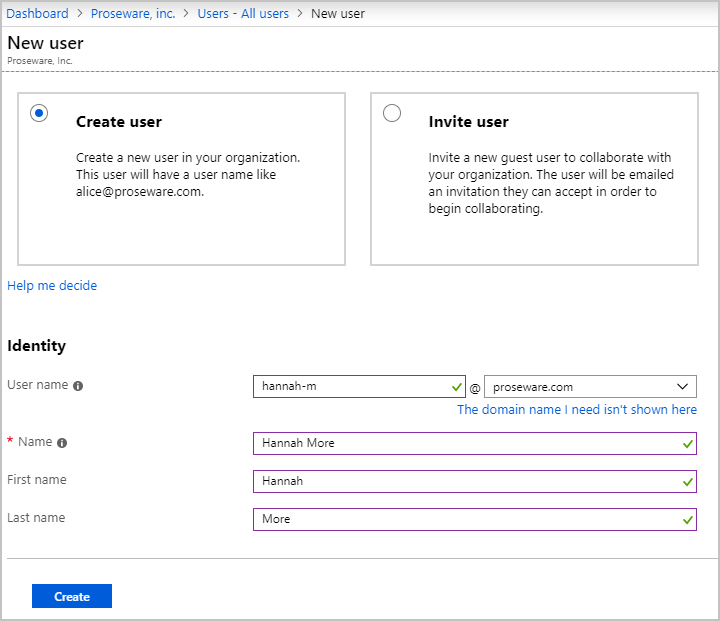 Dashboard > Proseware, inc. > Users - All users > New user
New user
Proseware, Inc.
Create user
Create a new user in your organization.
This user will have a user name like
alice@proseware.com.
Invite user
Invite a new guest user to collaborate with
your organization. The user will be emailed
an invitation they can accept in order to
begin collaborating.
Help me decide
Identity
User name
hannah-m @ proseware.com
The domain name I need isn't shown here
* Name
Hannah More
First name
Hannah
Last name
More
Create